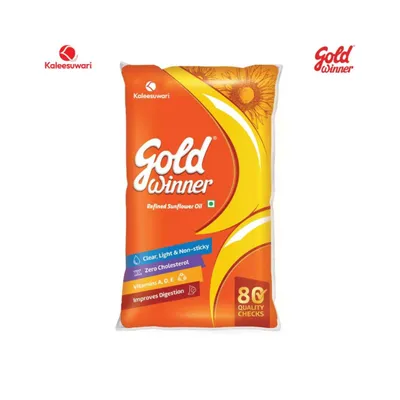 Kaleesuwari
Gold
Winner
Kaleesuwari
Gold
Winner
Refined Sunflower Oil
Clear, Light & Non-sticky
Zero Cholesterol
Vitamins A, D, E
Improves Digestion
80
QUALITY
CHECKS